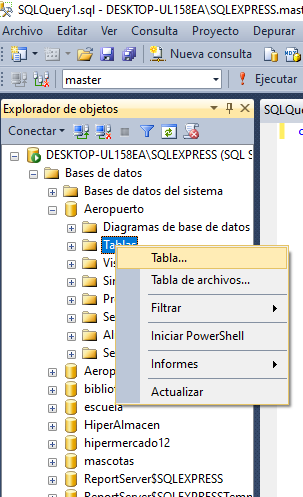 SQLQuery1.sql - DESKTOP-UL158EA\SQLEXPRESS.mas
Archivo Editar Ver Consulta Proyecto Depurar
Nueva consulta
master
Ejecutar
Explorador de objetos
SQLQue
Conectar
DESKTOP-UL158EA\SQLEXPRESS (SQL S
Bases de datos
Bases de datos del sistema
Aeropuerto
Diagramas de base de datos
Tablas
Vis
Sin
Pro
Se
Al
Se
Aerop
bibliot
escuela
HiperAlmacen
hipermercado12
mascotas
ReportServer$SQLEXPRESS
ReportServer$SQLEXPRESSTemp
Tabla...
Tabla de archivos...
Filtrar
Iniciar PowerShell
Informes
Actualizar